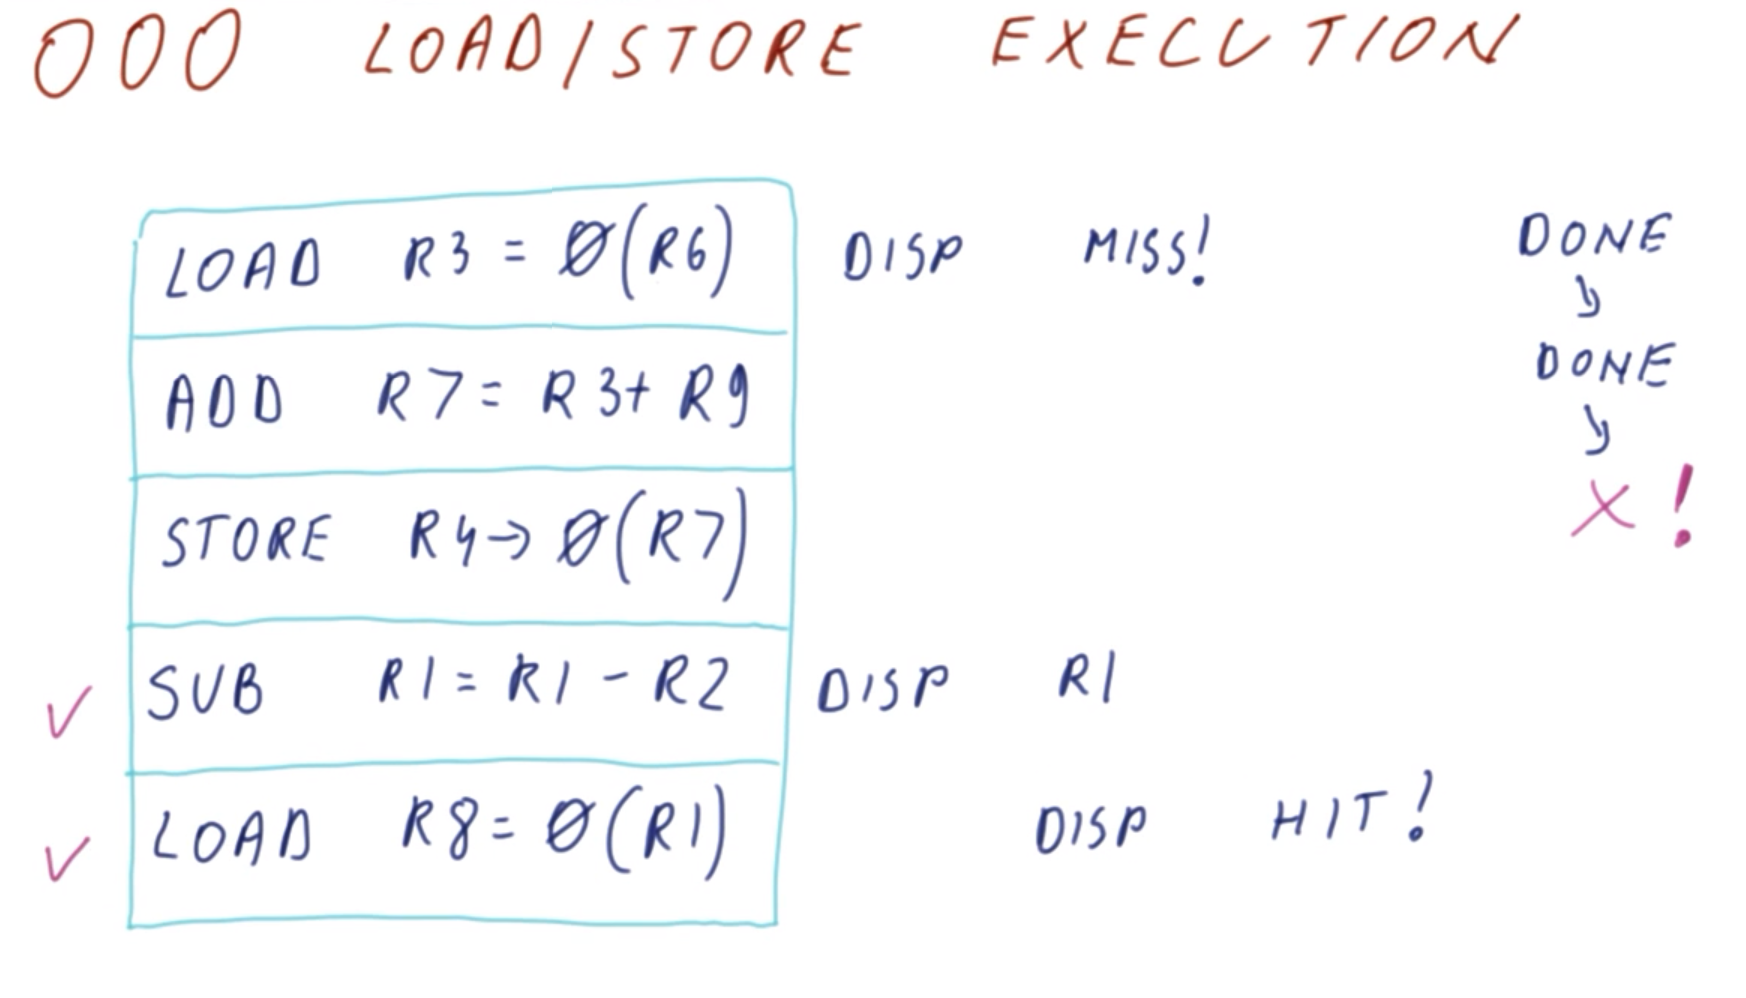 OOO LOAD/STORE EXECUTION
LOAD R3 = Ø(R6) DISP MISS! DONE
ADD R7 = R3 + R9 DONE
STORE R4 → Ø(R7) X!
✓ SUB R1 = R1 - R2 DISP R1
✓ LOAD R8 = Ø(R1) DISP HIT!